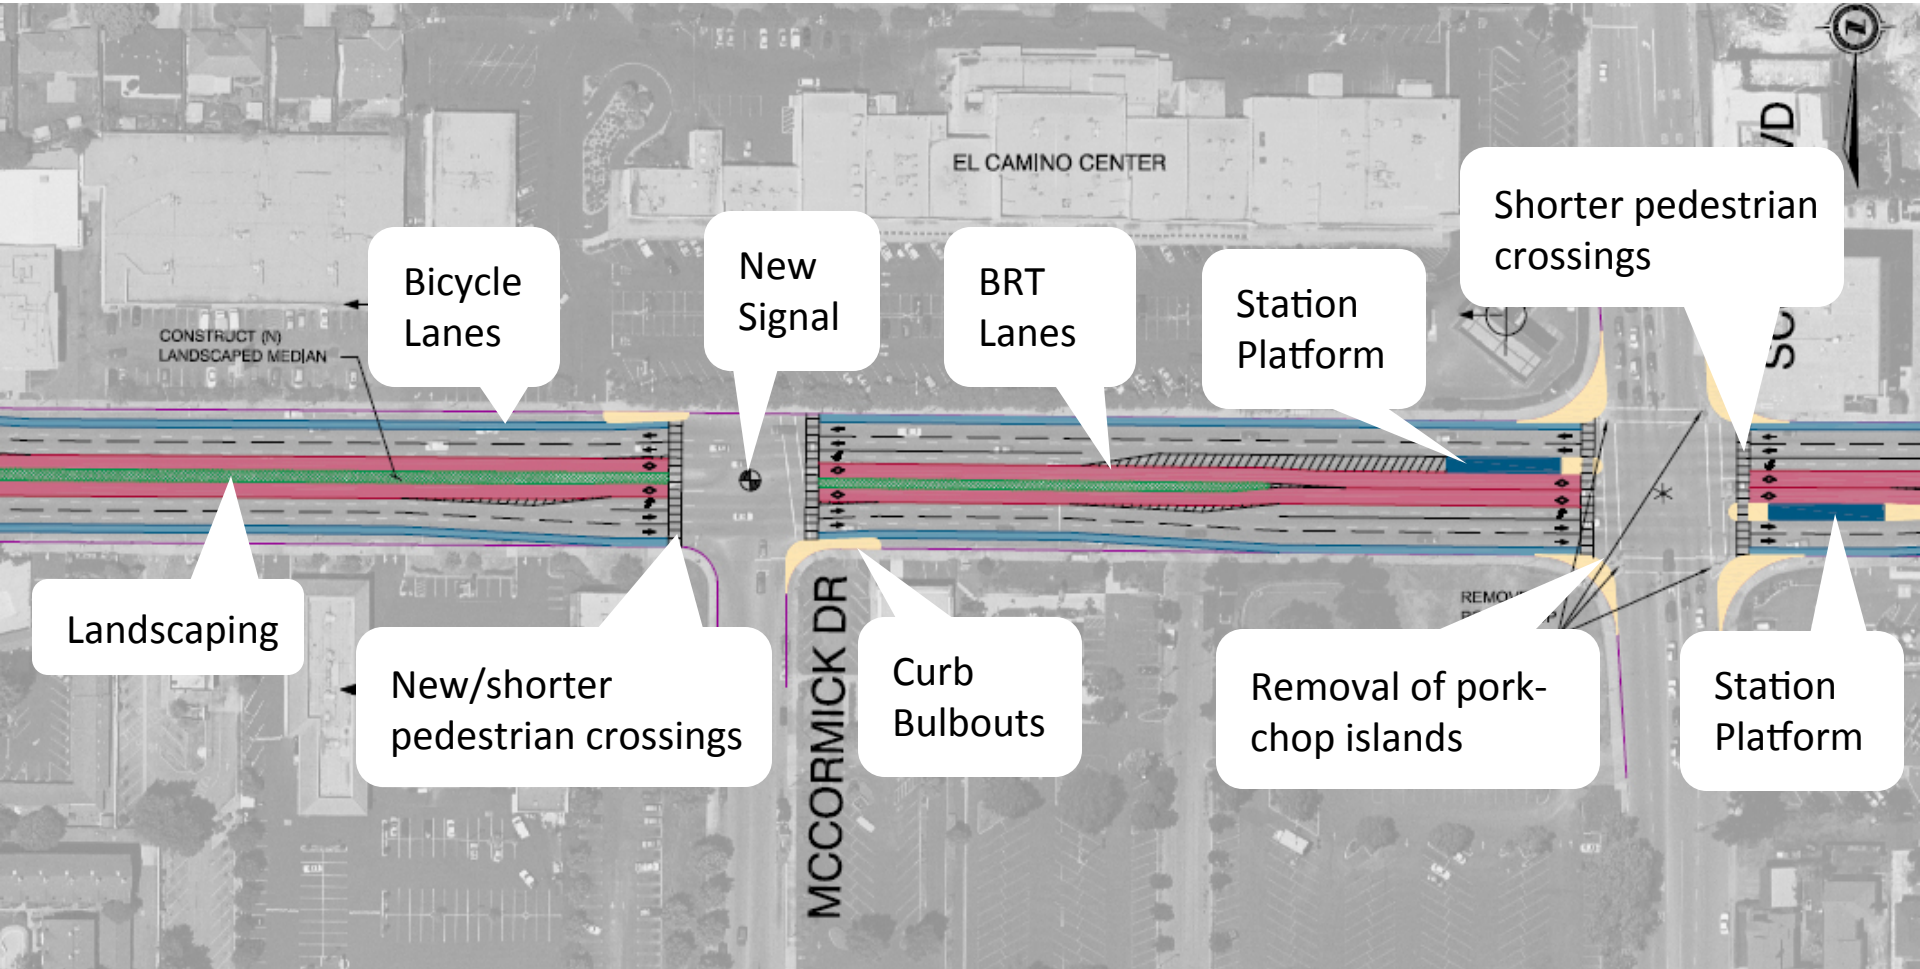 EL CAMINO CENTER
Shorter pedestrian
crossings
Bicycle
Lanes
New
Signal
BRT
Lanes
Station
Platform
CONSTRUCT (N)
LANDSCAPED MEDIAN
Landscaping
New/shorter
pedestrian crossings
MCCORMICK DR
Curb
Bulbouts
Removal of pork-
chop islands
Station
Platform